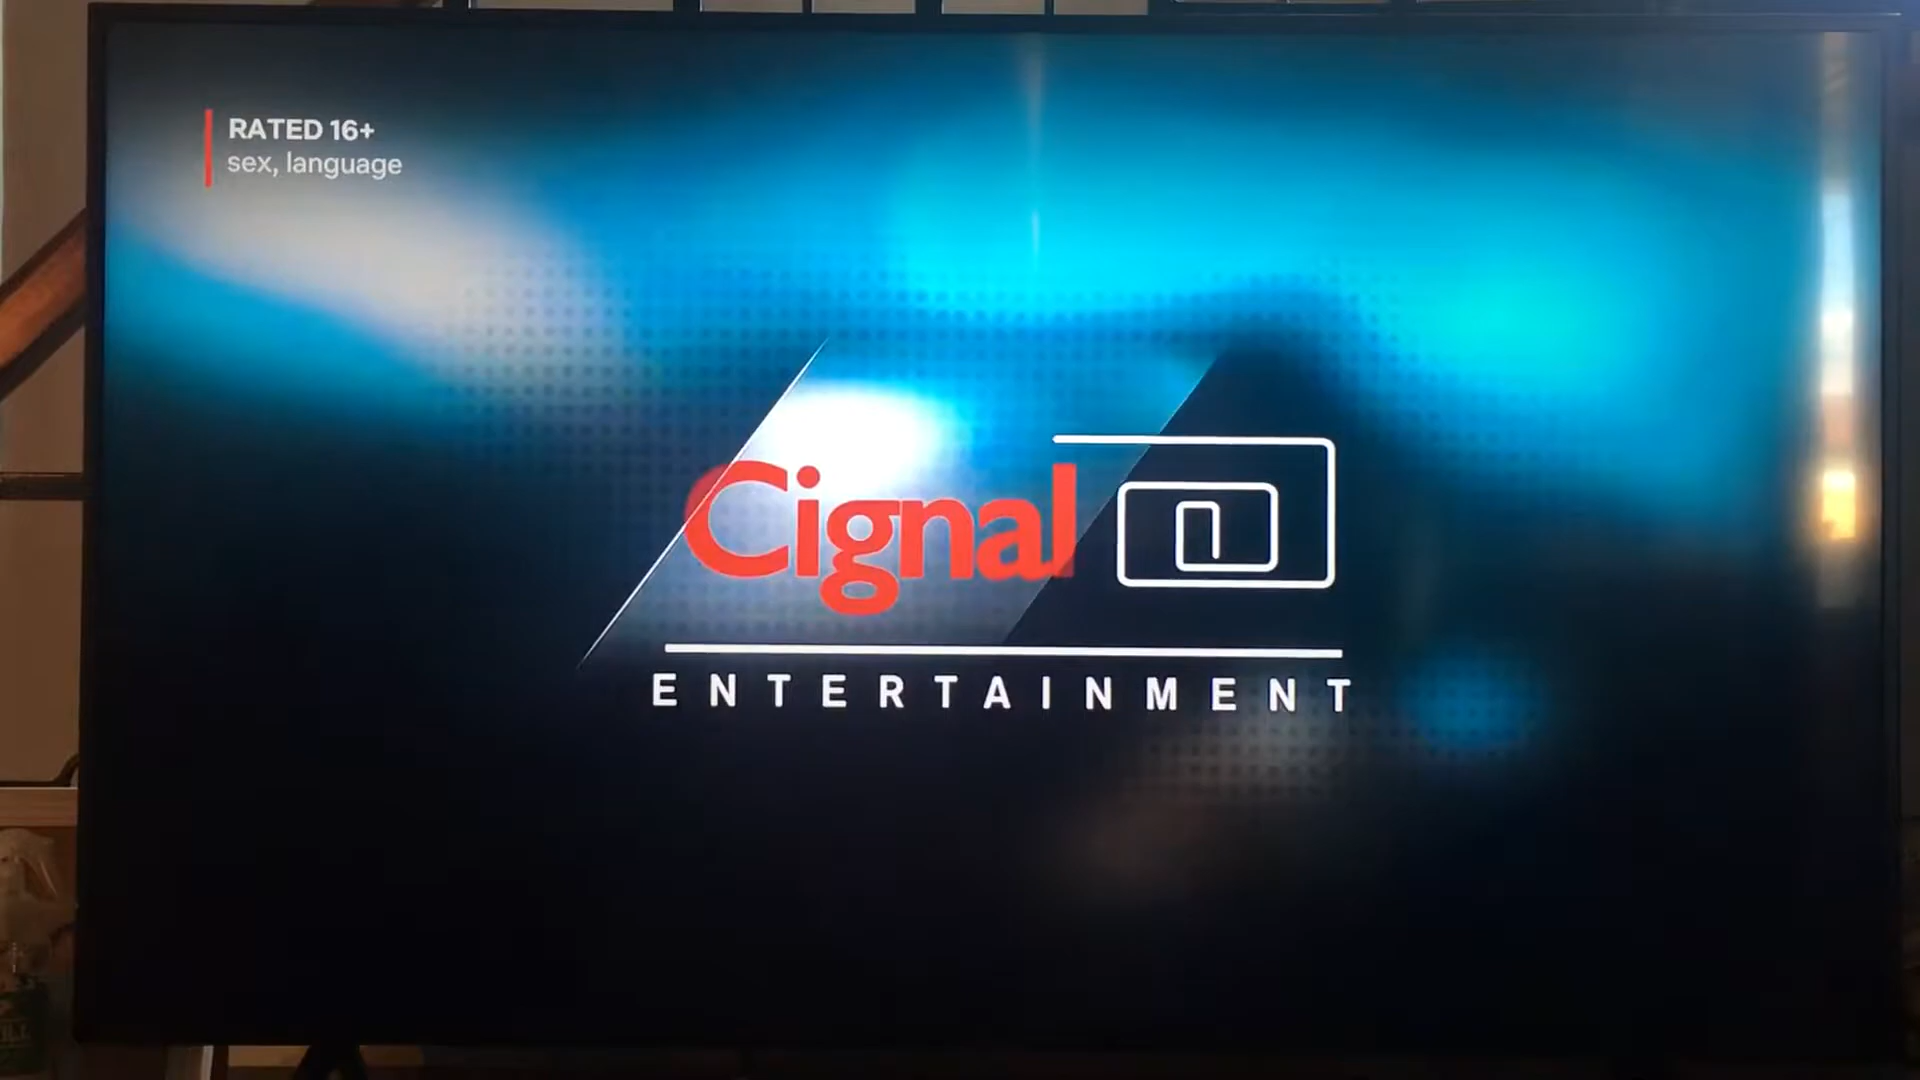 RATED 16+
sex, language
Cignal
ENTERTAINMENT